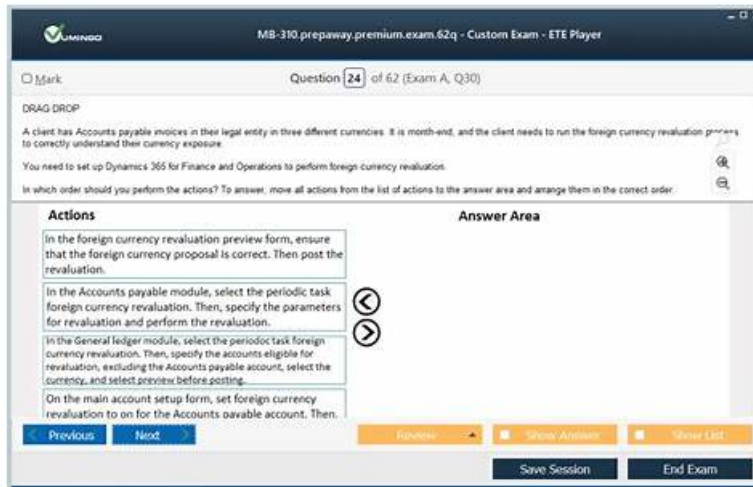 VUMINGO
MB-310.prepaway.premium.exam.62q - Custom Exam - ETE Player
Mark
Question 24 of 62 (Exam A, Q30)
DRAG DROP
A client has Accounts payable invoices in their legal entity in three different currencies. It is month-end, and the client needs to run the foreign currency revaluation process
to correctly understand their currency exposure.
You need to set up Dynamics 365 for Finance and Operations to perform foreign currency revaluation.
In which order should you perform the actions? To answer, move all actions from the list of actions to the answer area and arrange them in the correct order.
Actions
Answer Area
In the foreign currency revaluation preview form, ensure
that the foreign currency proposal is correct. Then post the
revaluation.
In the Accounts payable module, select the periodic task
foreign currency revaluation. Then, specify the parameters
for revaluation and perform the revaluation.
In the General ledger module, select the periodoc task foreign
currency revaluation. Then, specify the accounts eligible for
revaluation, excluding the Accounts payable account, select the
currency, and select preview before posting.
On the main account setup form, set foreign currency
revaluation to on for the Accounts payable account. Then,
Previous
Next
Review
Show Answer
Show List
Save Session
End Exam